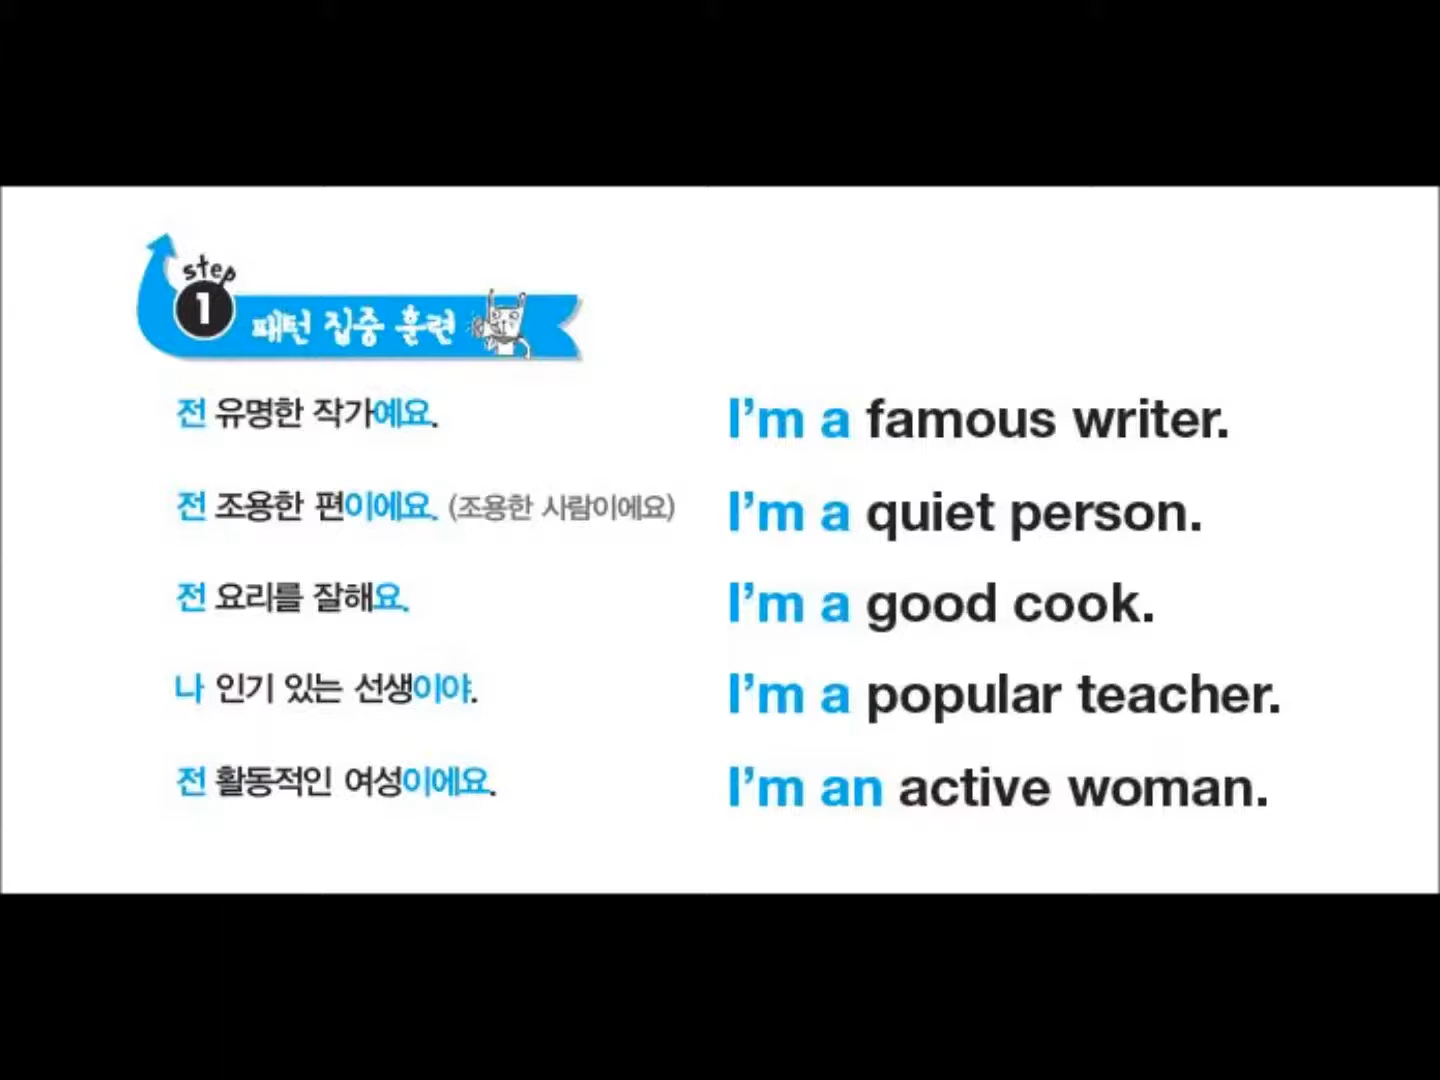 step
1 패턴 집중 훈련
전 유명한 작가예요. I'm a famous writer.
전 조용한 편이에요. (조용한 사람이에요) I'm a quiet person.
전 요리를 잘해요. I'm a good cook.
나 인기 있는 선생이야. I'm a popular teacher.
전 활동적인 여성이에요. I'm an active woman.